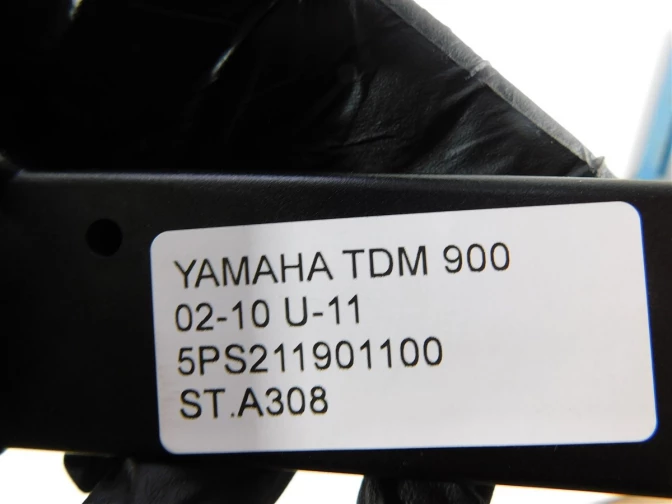 YAMAHA TDM 900
02-10 U-11
5PS211901100
ST.A308